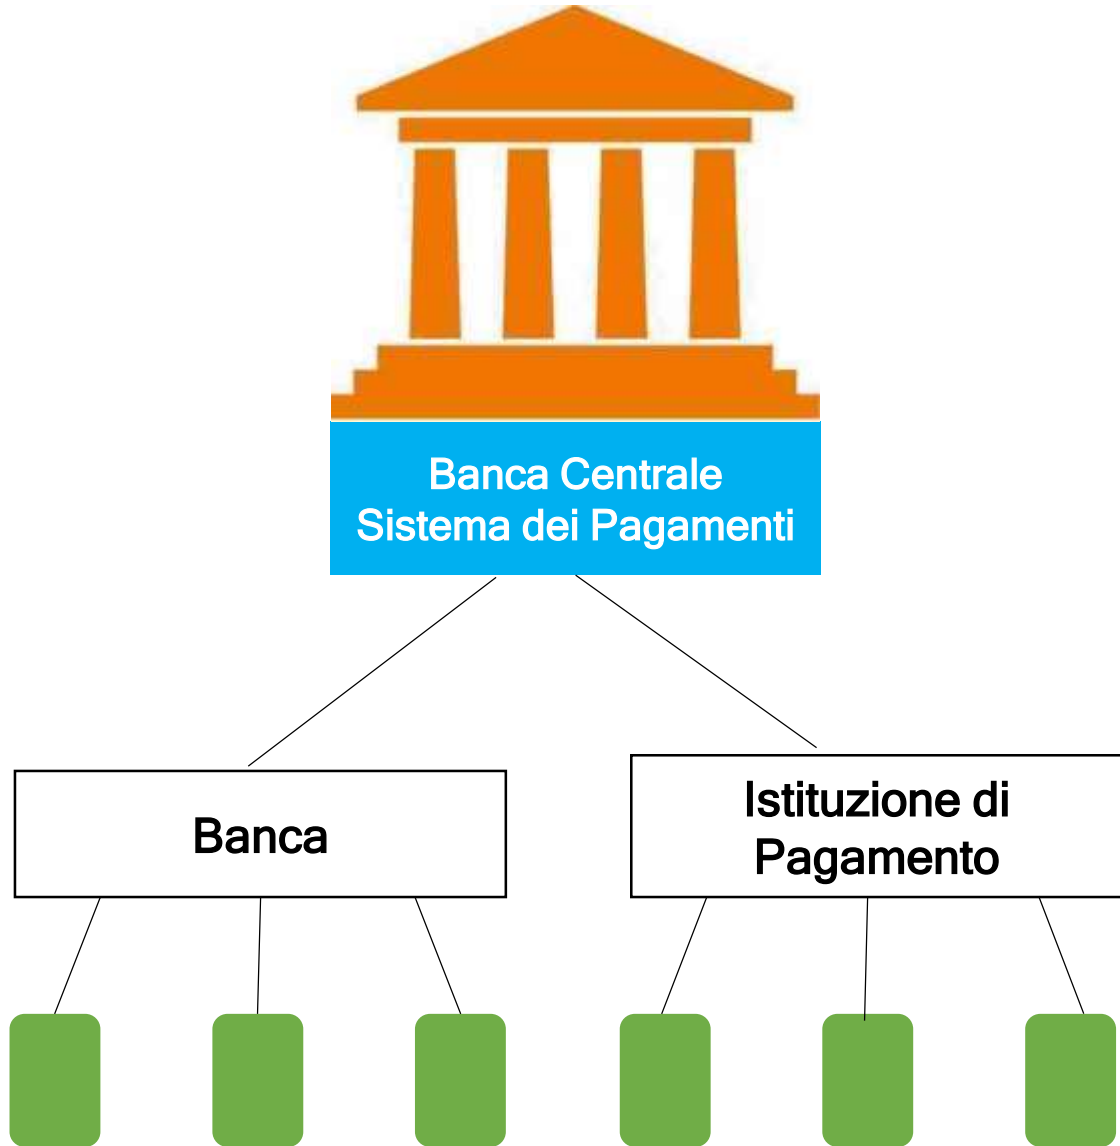 Banca Centrale
Sistema dei Pagamenti
Banca
Istituzione di
Pagamento